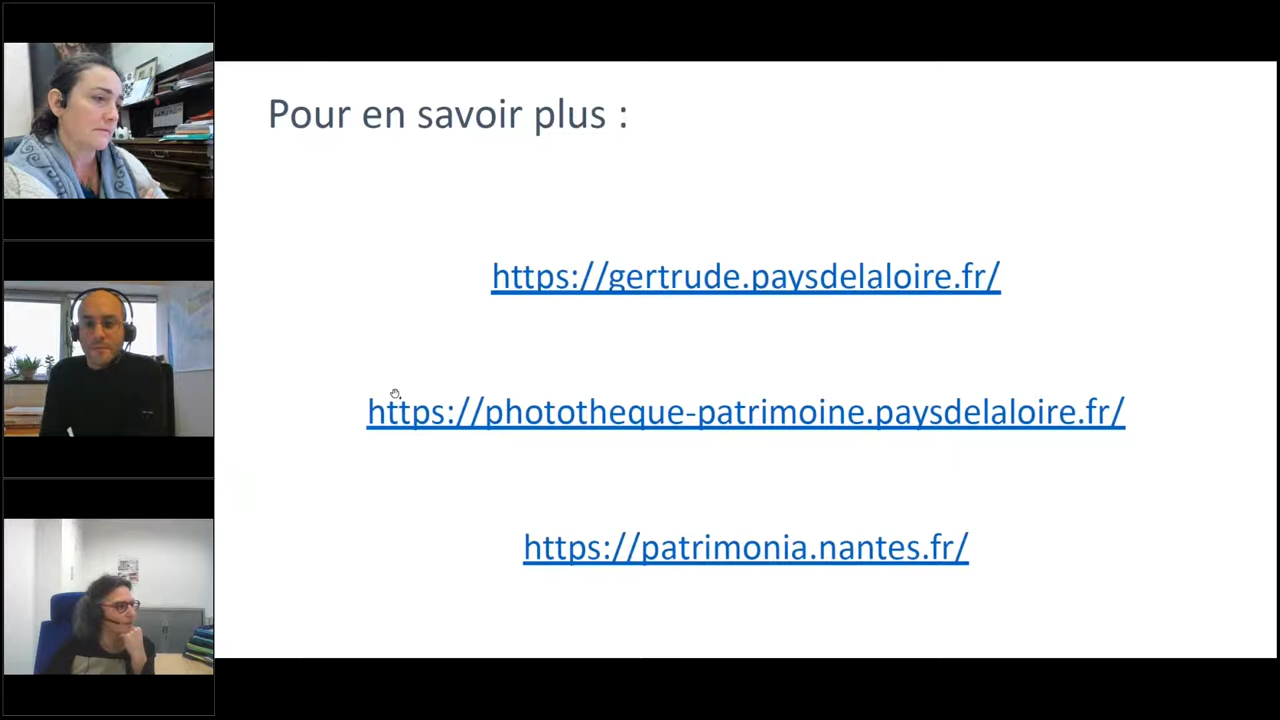 Pour en savoir plus :
https://gertrude.paysdelaloire.fr/
https://phototheque-patrimoine.paysdelaloire.fr/
https://patrimonia.nantes.fr/